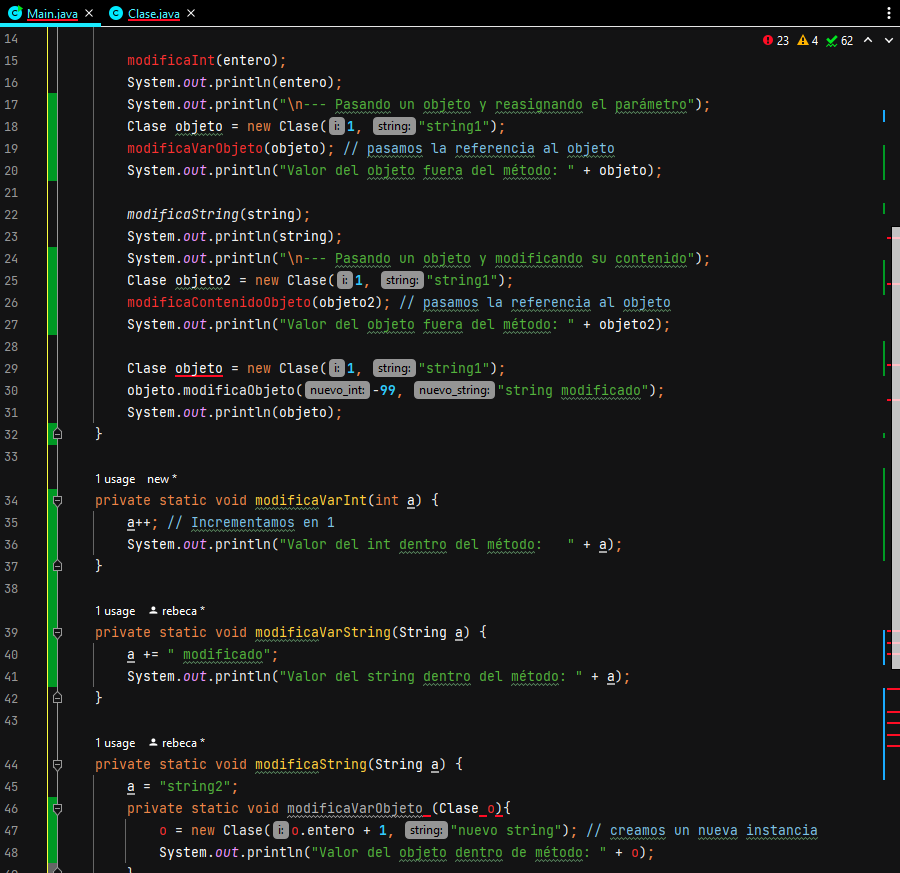 Main.java Clase.java
14 23 4 62
15 modificaInt(entero);
16 System.out.println(entero);
17 System.out.println("\n--- Pasando un objeto y reasignando el parámetro");
18 Clase objeto = new Clase( i: 1, string: "string1");
19 modificaVarObjeto(objeto); // pasamos la referencia al objeto
20 System.out.println("Valor del objeto fuera del método: " + objeto);
21
22 modificaString(string);
23 System.out.println(string);
24 System.out.println("\n--- Pasando un objeto y modificando su contenido");
25 Clase objeto2 = new Clase( i: 1, string: "string1");
26 modificaContenidoObjeto(objeto2); // pasamos la referencia al objeto
27 System.out.println("Valor del objeto fuera del método: " + objeto2);
28
29 Clase objeto = new Clase( i: 1, string: "string1");
30 objeto.modificaObjeto( nuevo_int: -99, nuevo_string: "string modificado");
31 System.out.println(objeto);
32 }
33
1 usage new *
34 private static void modificaVarInt(int a) {
35 a++; // Incrementamos en 1
36 System.out.println("Valor del int dentro del método:   " + a);
37 }
38
1 usage rebeca *
39 private static void modificaVarString(String a) {
40 a += " modificado";
41 System.out.println("Valor del string dentro del método: " + a);
42 }
43
1 usage rebeca *
44 private static void modificaString(String a) {
45 a = "string2";
46 private static void modificaVarObjeto (Clase o){
47 o = new Clase( i: o.entero + 1, string: "nuevo string"); // creamos un nueva instancia
48 System.out.println("Valor del objeto dentro de método: " + o);